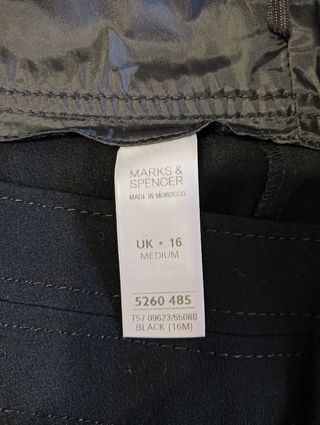 MARKS &
SPENCER
MADE IN MOROCCO
UK • 16
MEDIUM
5260 485
T57 09623/5508B
BLACK (16M)